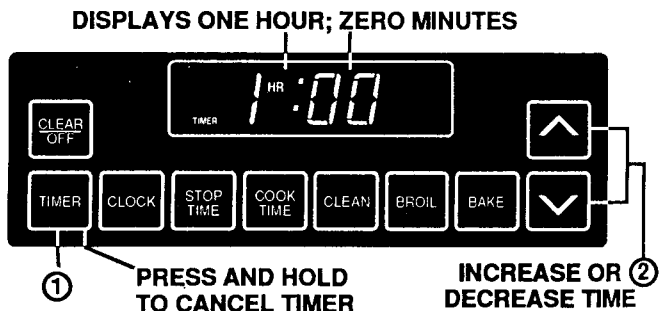 DISPLAYS ONE HOUR; ZERO MINUTES
1 HR :00
TIMER
CLEAR
OFF
TIMER CLOCK STOP TIME COOK TIME CLEAN BROIL BAKE
① PRESS AND HOLD
TO CANCEL TIMER
INCREASE OR ②
DECREASE TIME